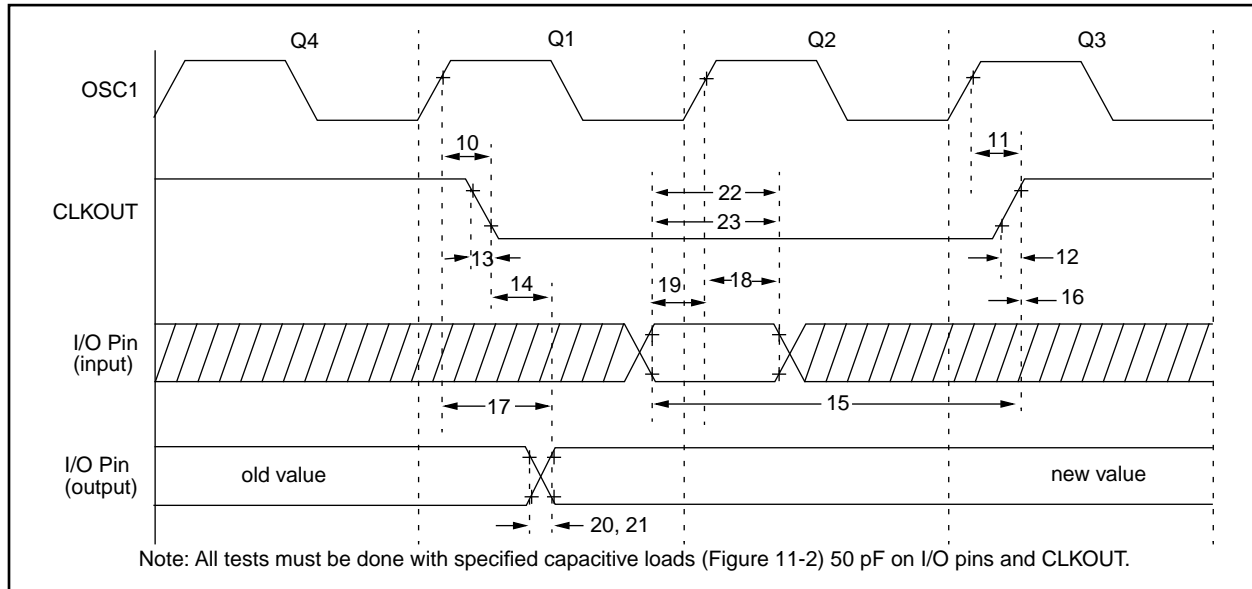 Q4 Q1 Q2 Q3
OSC1
10 11
CLKOUT
22
23
13 12
14 19 18 16
I/O Pin
(input)
17 15
I/O Pin
(output)
old value new value
20, 21
Note: All tests must be done with specified capacitive loads (Figure 11-2) 50 pF on I/O pins and CLKOUT.